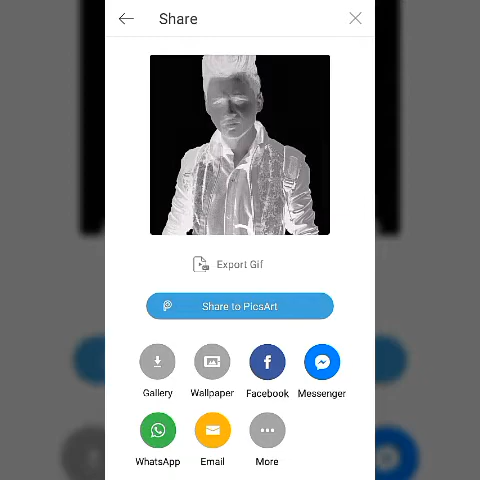 Share
Export Gif
Share to PicsArt
Gallery Wallpaper Facebook Messenger
WhatsApp Email More